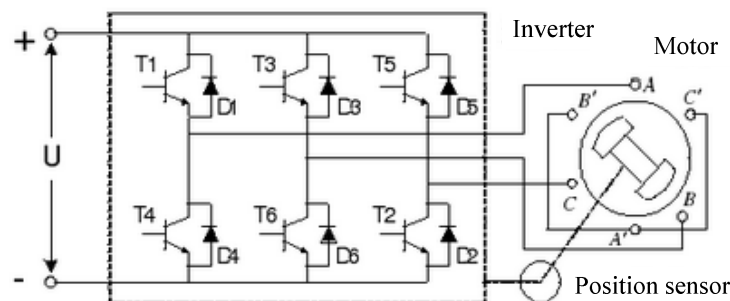 Inverter
Motor
+
T1
T3
T5
D1
D3
D5
A
B'
C'
U
T4
T6
T2
C
B
A'
D4
D6
D2
-
Position sensor